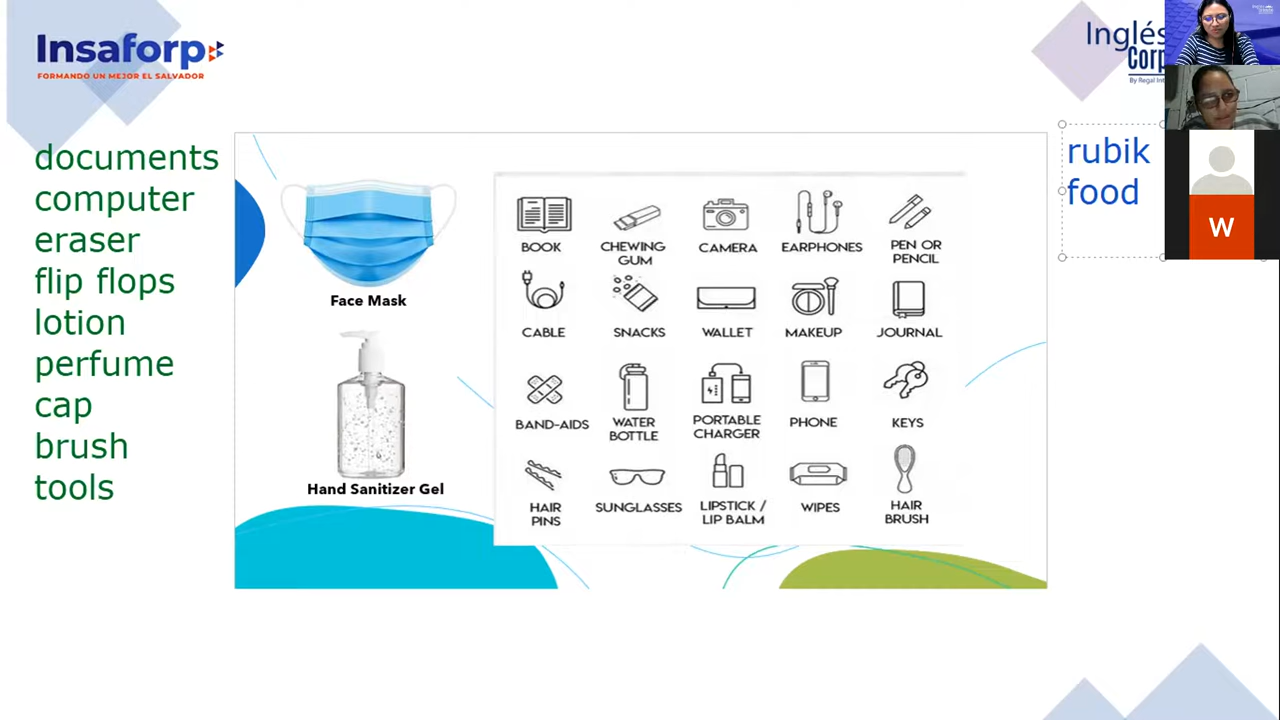 Insaforp
FORMANDO UN MEJOR EL SALVADOR
Inglés
documents
computer
eraser
flip flops
lotion
perfume
cap
brush
tools
Face Mask
Hand Sanitizer Gel
BOOK
CHEWING
GUM
CAMERA
EARPHONES
PEN OR
PENCIL
CABLE
SNACKS
WALLET
MAKEUP
JOURNAL
BAND-AIDS
WATER
BOTTLE
PORTABLE
CHARGER
PHONE
KEYS
HAIR
PINS
SUNGLASSES
LIPSTICK /
LIP BALM
WIPES
HAIR
BRUSH
rubik
food
W